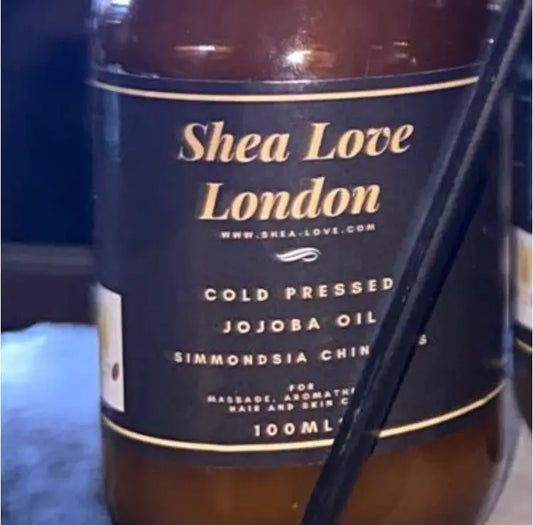 Shea Love
London
WWW.SHEA-LOVE.COM
COLD PRESSED
JOJOBA OIL
SIMMONDSIA
FOR
MASSAGE,
HAIR AND SKIN
100ML